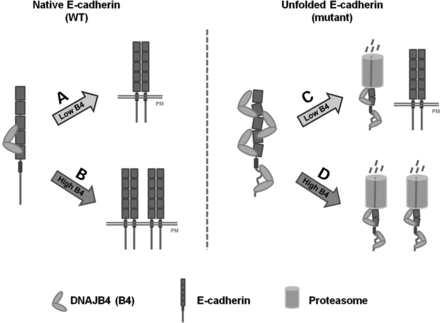 Native E-cadherin
(WT)
Unfolded E-cadherin
(mutant)
A
Low B4
PM
B
High B4
PM
C
Low B4
PM
D
High B4
DNAJB4 (B4)
E-cadherin
Proteasome